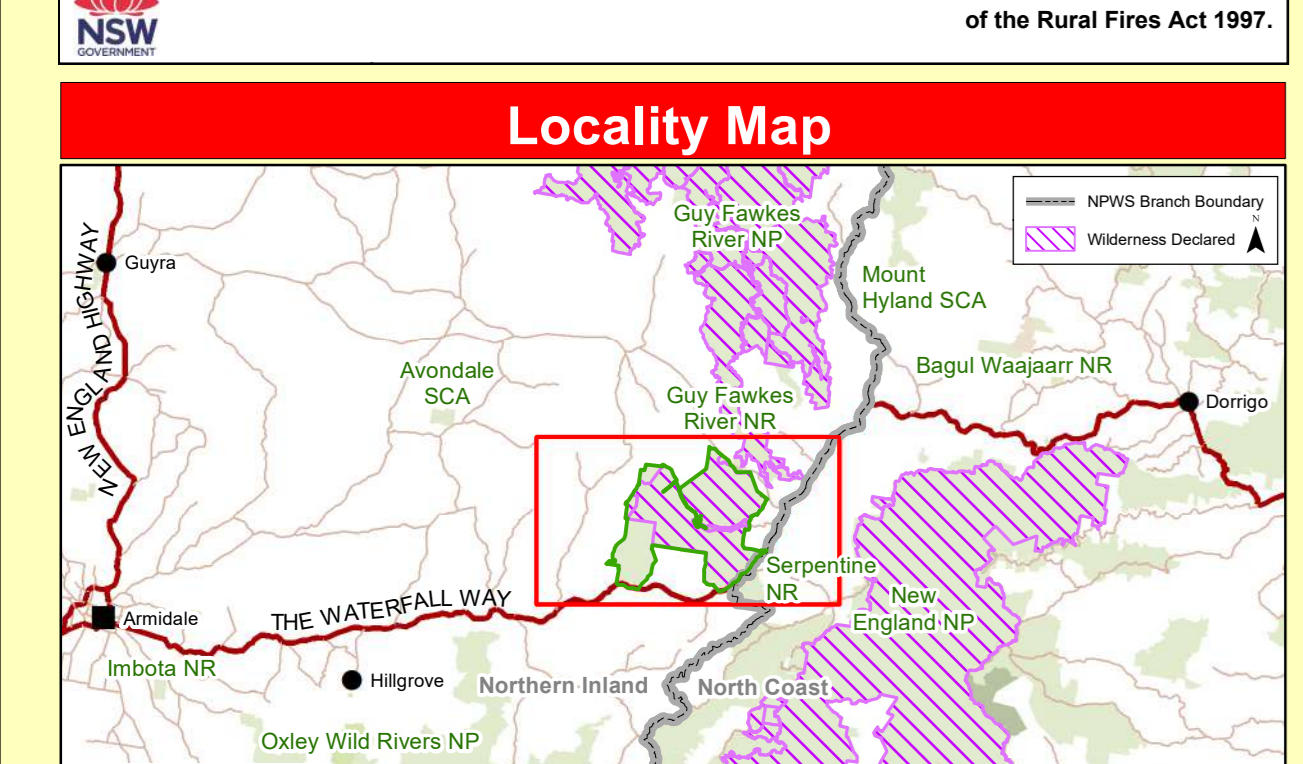 NSW
GOVERNMENT
of the Rural Fires Act 1997.
Locality Map
NPWS Branch Boundary
N
Wilderness Declared
Guy Fawkes
River NP
Guyra
NEW ENGLAND HIGHWAY
Mount
Hyland SCA
Avondale
SCA
Bagul Waajaarr NR
Guy Fawkes
River NR
Dorrigo
Serpentine
NR
New
England NP
THE WATERFALL WAY
Armidale
Imbota NR
Hillgrove
Northern Inland
North Coast
Oxley Wild Rivers NP